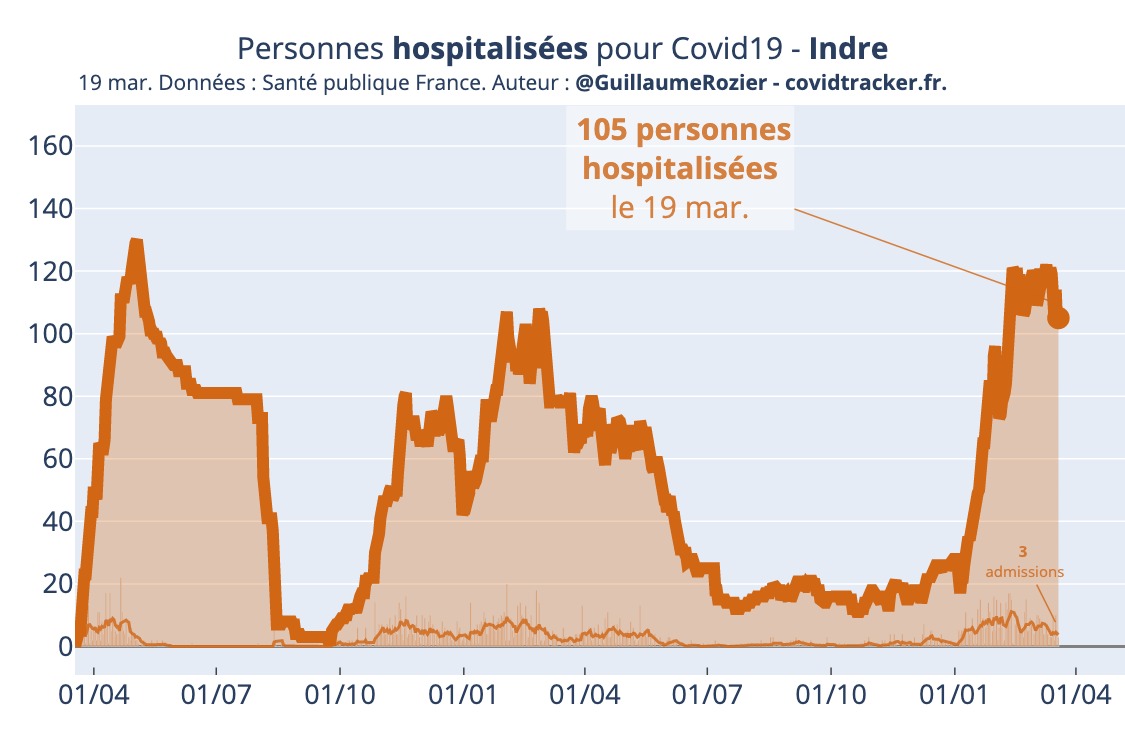 Personnes hospitalisées pour Covid19 - Indre
19 mar. Données : Santé publique France. Auteur : @GuillaumeRozier - covidtracker.fr.
105 personnes
hospitalisées
le 19 mar.
160
140
120
100
80
60
40
20
0
3
admissions
01/04 01/07 01/10 01/01 01/04 01/07 01/10 01/01 01/04